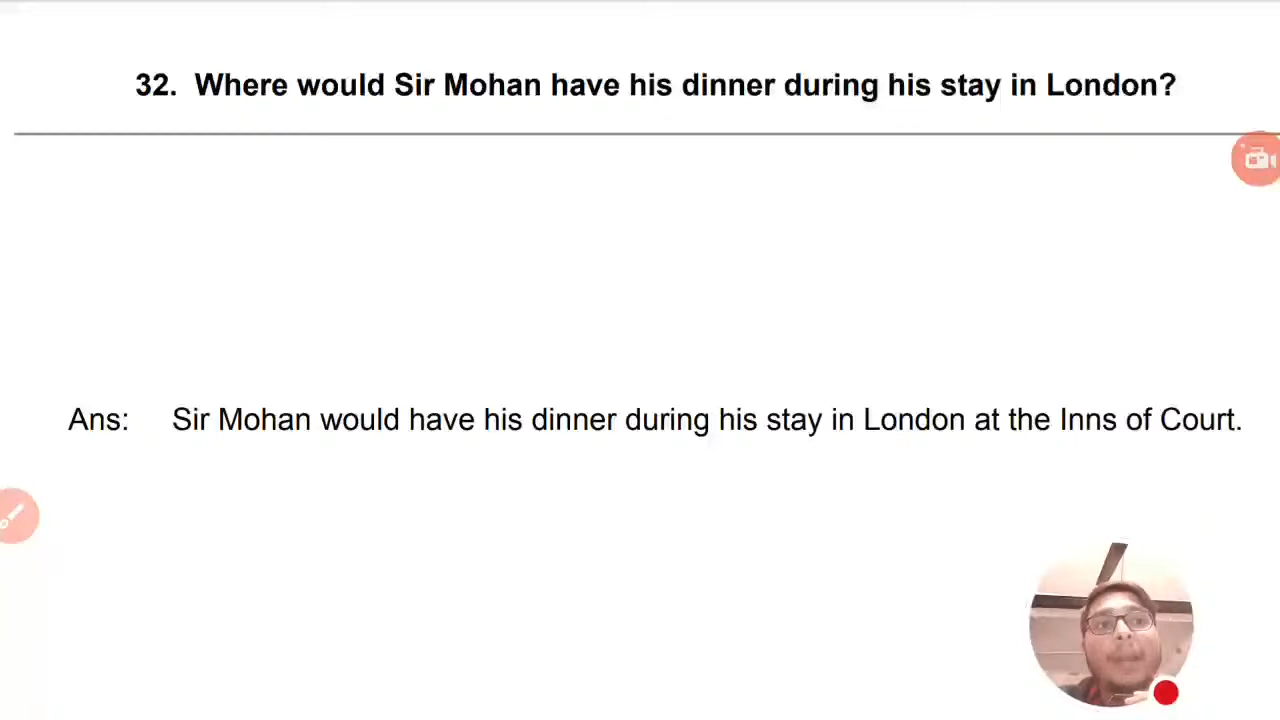 32. Where would Sir Mohan have his dinner during his stay in London?
Ans: Sir Mohan would have his dinner during his stay in London at the Inns of Court.